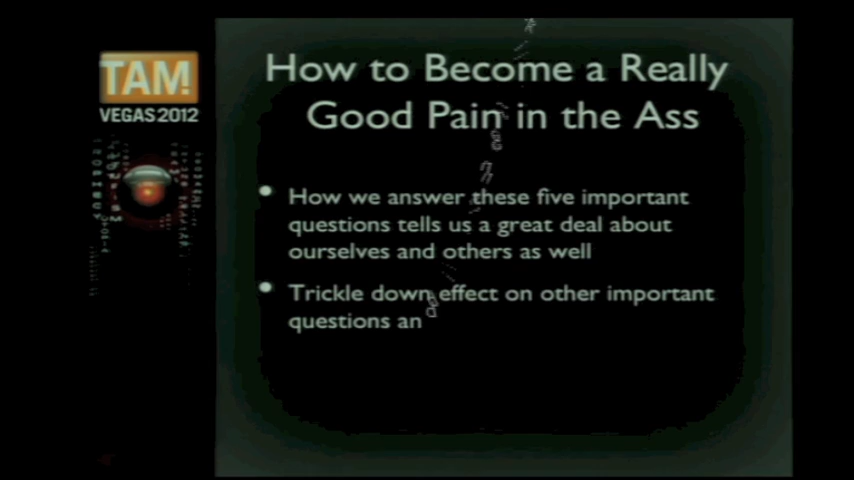 TAM!
VEGAS 2012
How to Become a Really
Good Pain in the Ass
How we answer these five important
questions tells us a great deal about
ourselves and others as well
Trickle down effect on other important
questions an
d